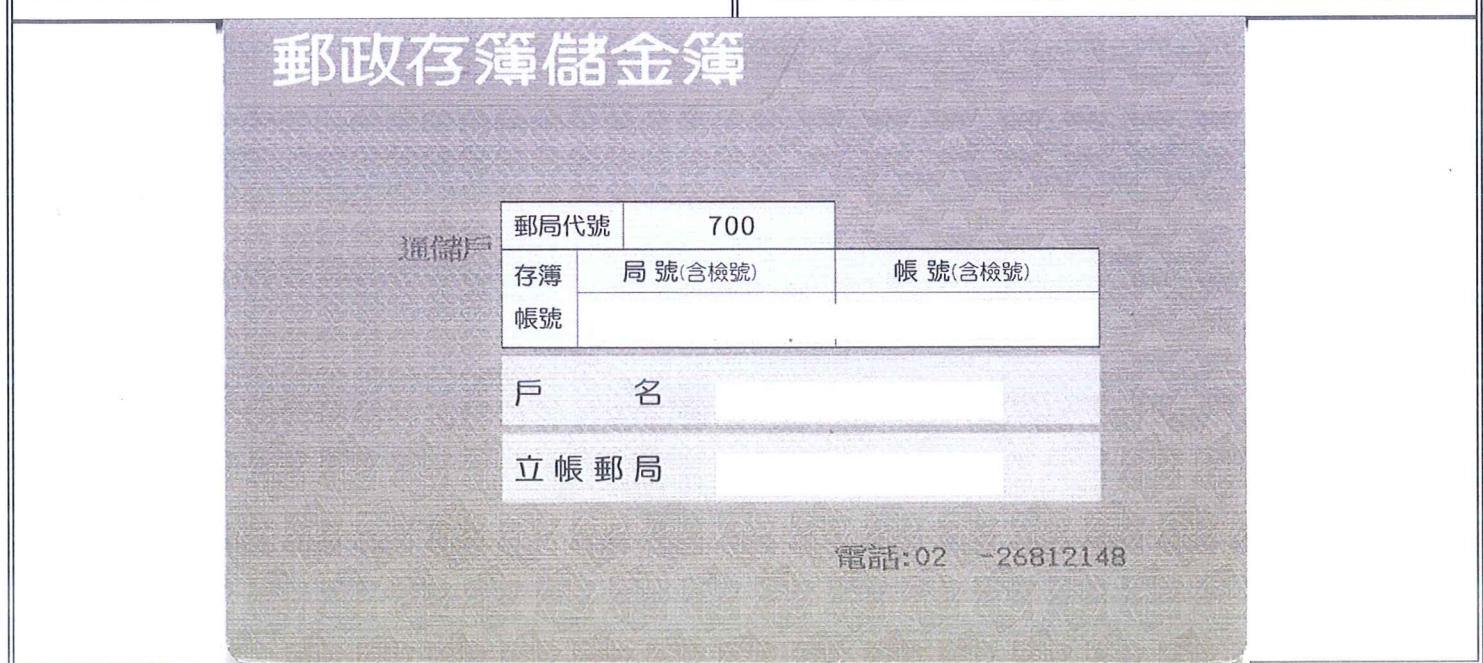 郵政存簿儲金簿
郵局代號 700
通儲戶
存簿帳號 局號(含檢號) 帳號(含檢號)
戶名
立帳郵局
電話:02 -26812148